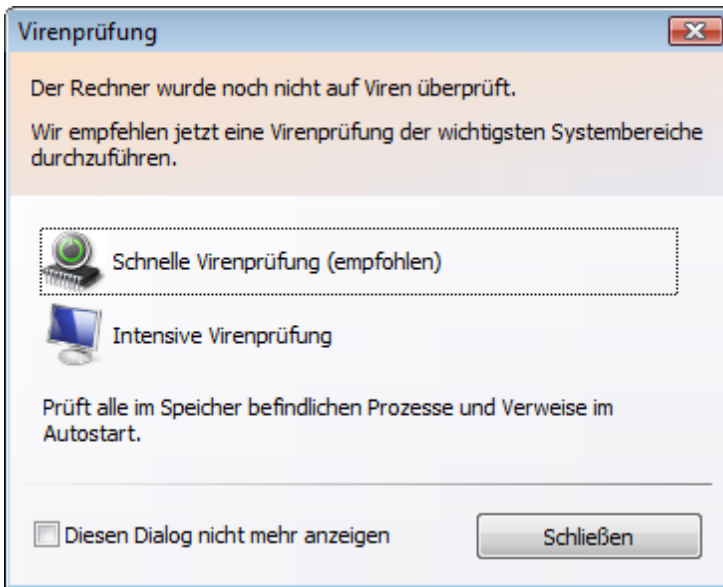 Virenprüfung
Der Rechner wurde noch nicht auf Viren überprüft.
Wir empfehlen jetzt eine Virenprüfung der wichtigsten Systembereiche
durchzuführen.
Schnelle Virenprüfung (empfohlen)
Intensive Virenprüfung
Prüft alle im Speicher befindlichen Prozesse und Verweise im
Autostart.
Diesen Dialog nicht mehr anzeigen
Schließen